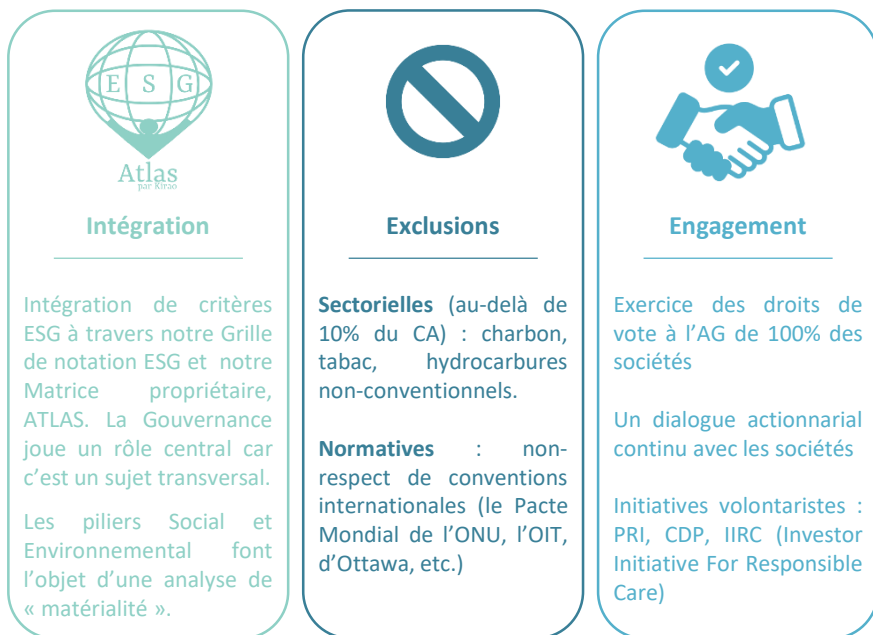 E S G
Atlas
par Kirao
Intégration
Intégration de critères
ESG à travers notre Grille
de notation ESG et notre
Matrice propriétaire,
ATLAS. La Gouvernance
joue un rôle central car
c’est un sujet transversal.
Les piliers Social et
Environnemental font
l’objet d’une analyse de
« matérialité ».
Exclusions
Sectorielles (au-delà de
10% du CA) : charbon,
tabac, hydrocarbures
non-conventionnels.
Normatives : non-
respect de conventions
internationales (le Pacte
Mondial de l’ONU, l’OIT,
d’Ottawa, etc.)
Engagement
Exercice des droits de
vote à l’AG de 100% des
sociétés
Un dialogue actionnarial
continu avec les sociétés
Initiatives volontaristes :
PRI, CDP, IIRC (Investor
Initiative For Responsible
Care)